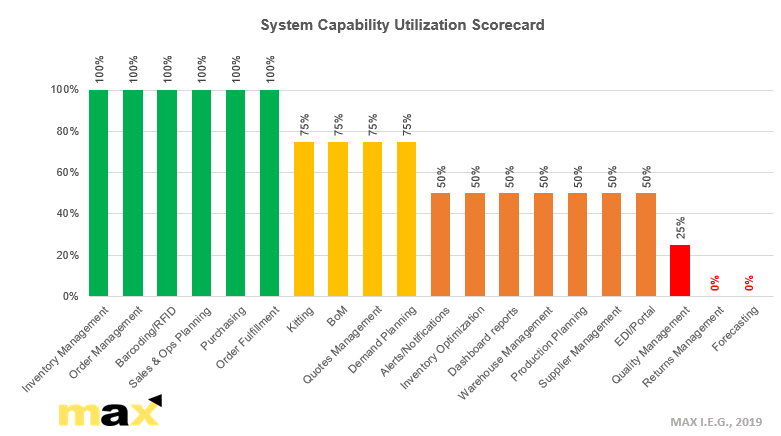 System Capability Utilization Scorecard
100%
100%
100%
100%
100%
100%
75%
75%
75%
75%
50%
50%
50%
50%
50%
50%
50%
25%
0%
0%
100%
80%
60%
40%
20%
0%
Inventory Management
Order Management
Barcoding/RFID
Sales & Ops Planning
Purchasing
Order Fulfillment
Kitting
BoM
Quotes Management
Demand Planning
Alerts/Notifications
Inventory Optimization
Dashboard reports
Warehouse Management
Production Planning
Supplier Management
EDI/Portal
Quality Management
Returns Management
Forecasting
max
MAX I.E.G., 2019